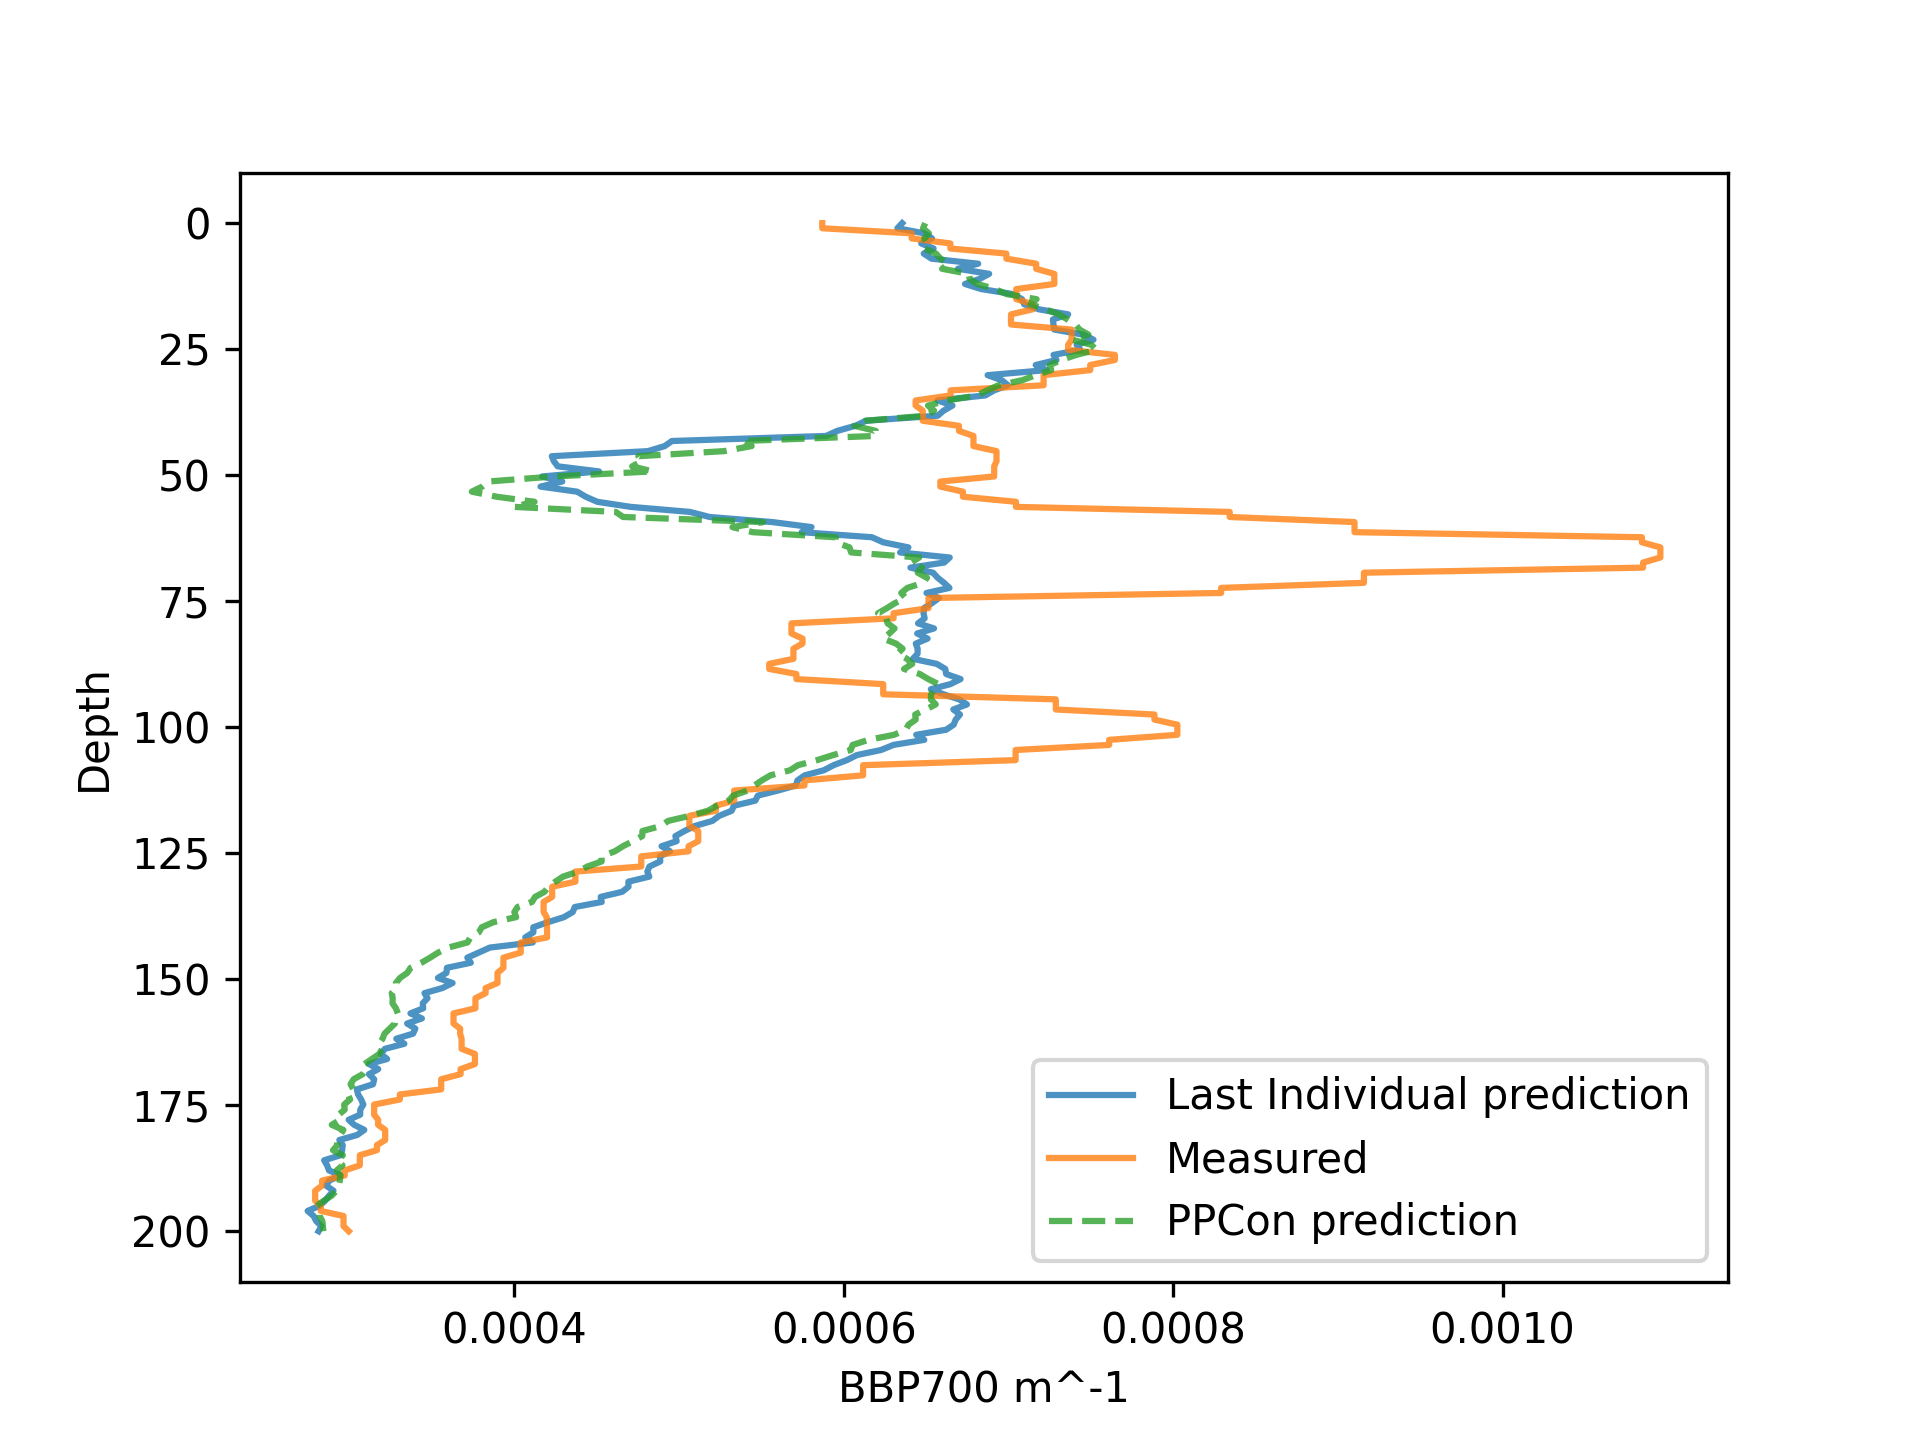 0
25
50
75
100
125
150
175
200
Depth
0.0004 0.0006 0.0008 0.0010
BBP700 m^-1
Last Individual prediction
Measured
PPCon prediction